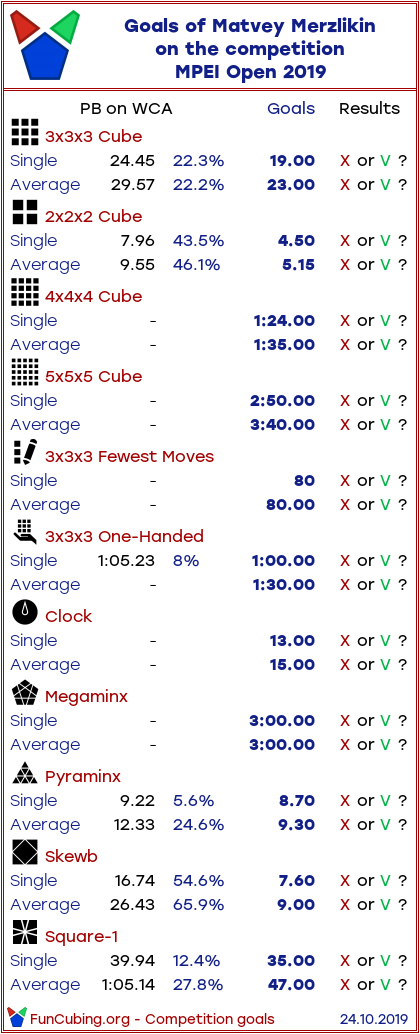 Goals of Matvey Merzlikin
on the competition
MPEI Open 2019
PB on WCA Goals Results
3x3x3 Cube
Single 24.45 22.3% 19.00 X or V ?
Average 29.57 22.2% 23.00 X or V ?
2x2x2 Cube
Single 7.96 43.5% 4.50 X or V ?
Average 9.55 46.1% 5.15 X or V ?
4x4x4 Cube
Single - 1:24.00 X or V ?
Average - 1:35.00 X or V ?
5x5x5 Cube
Single - 2:50.00 X or V ?
Average - 3:40.00 X or V ?
3x3x3 Fewest Moves
Single - 80 X or V ?
Average - 80.00 X or V ?
3x3x3 One-Handed
Single 1:05.23 8% 1:00.00 X or V ?
Average - 1:30.00 X or V ?
Clock
Single - 13.00 X or V ?
Average - 15.00 X or V ?
Megaminx
Single - 3:00.00 X or V ?
Average - 3:00.00 X or V ?
Pyraminx
Single 9.22 5.6% 8.70 X or V ?
Average 12.33 24.6% 9.30 X or V ?
Skewb
Single 16.74 54.6% 7.60 X or V ?
Average 26.43 65.9% 9.00 X or V ?
Square-1
Single 39.94 12.4% 35.00 X or V ?
Average 1:05.14 27.8% 47.00 X or V ?
FunCubing.org - Competition goals 24.10.2019